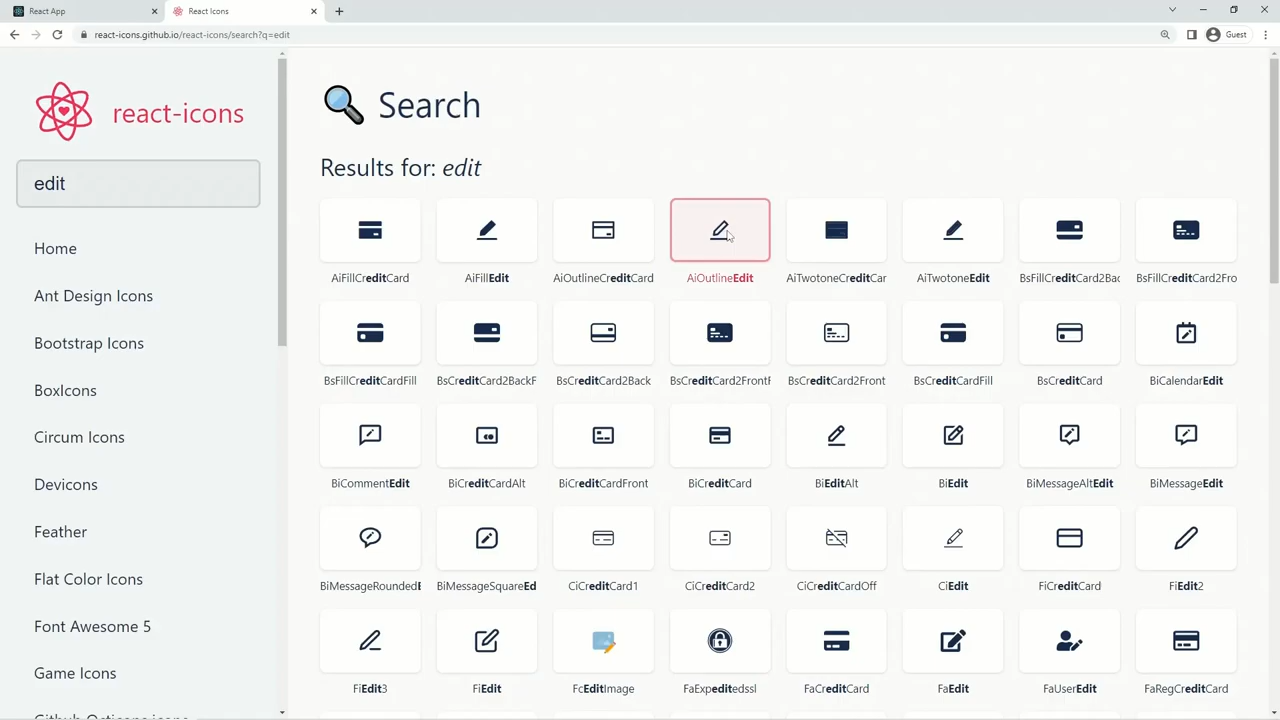 React App
React Icons
react-icons.github.io/react-icons/search?q=edit
Guest
react-icons
edit
Home
Ant Design Icons
Bootstrap Icons
BoxIcons
Circum Icons
Devicons
Feather
Flat Color Icons
Font Awesome 5
Game Icons
Github Octicons icons
Search
Results for: edit
AiFillCreditCard AiFillEdit AiOutlineCreditCard AiOutlineEdit AiTwotoneCreditCar AiTwotoneEdit BsFillCreditCard2Bac BsFillCreditCard2Fro
BsFillCreditCardFill BsCreditCard2BackF BsCreditCard2Back BsCreditCard2FrontF BsCreditCard2Front BsCreditCardFill BsCreditCard BiCalendarEdit
BiCommentEdit BiCreditCardAlt BiCreditCardFront BiCreditCard BiEditAlt BiEdit BiMessageAltEdit BiMessageEdit
BiMessageRoundedE BiMessageSquareEd CiCreditCard1 CiCreditCard2 CiCreditCardOff CiEdit FiCreditCard FiEdit2
FiEdit3 FiEdit FcEditImage FaExpeditedssl FaCreditCard FaEdit FaUserEdit FaRegCreditCard